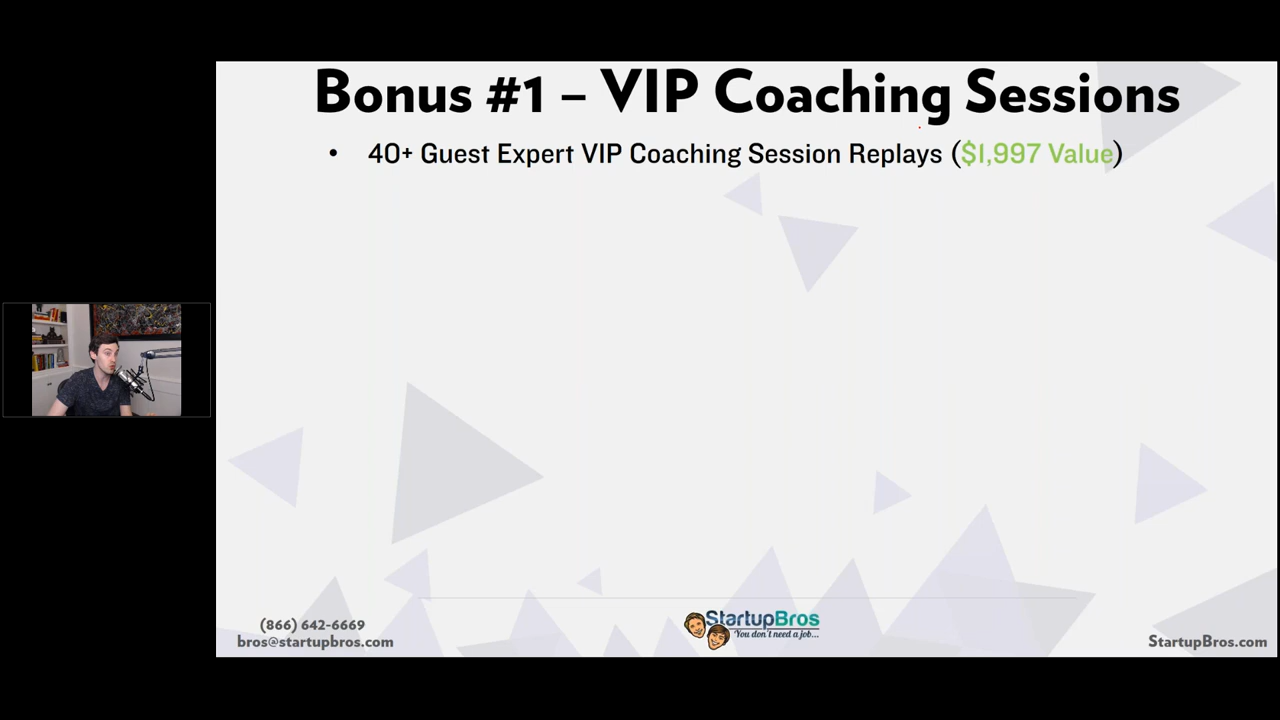 Bonus #1 – VIP Coaching Sessions
• 40+ Guest Expert VIP Coaching Session Replays ($1,997 Value)
(866) 642-6669
bros@startupbros.com
StartupBros
"You don't need a job...
StartupBros.com